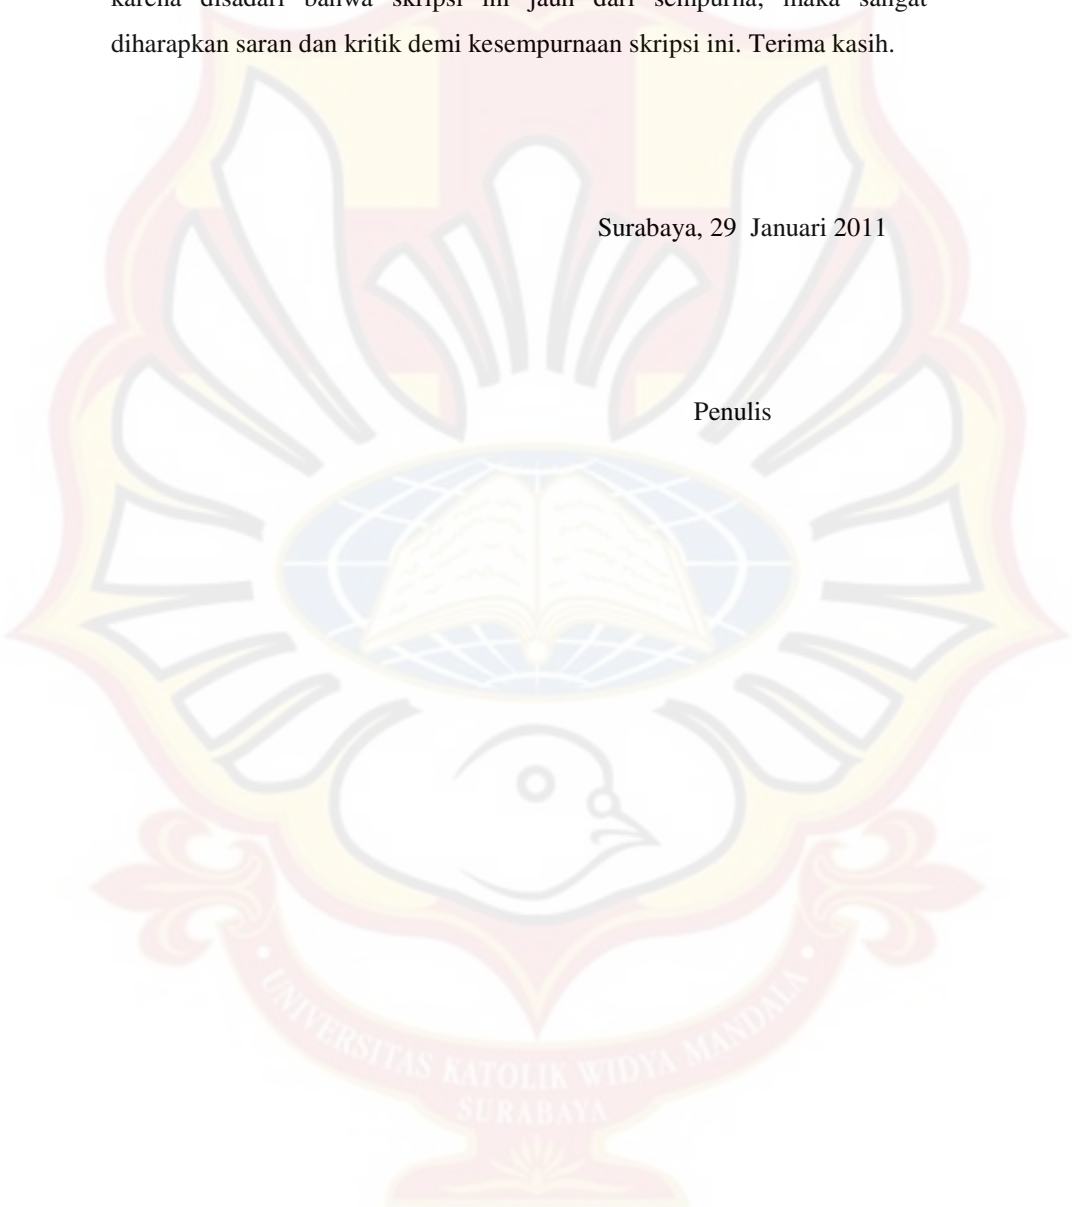 karena disadari bahwa skripsi ini jauh dari sempurna, maka sangat
diharapkan saran dan kritik demi kesempurnaan skripsi ini. Terima kasih.
Surabaya, 29 Januari 2011
Penulis
UNIVERSITAS KATOLIK WIDYA MANDALA
SURABAYA